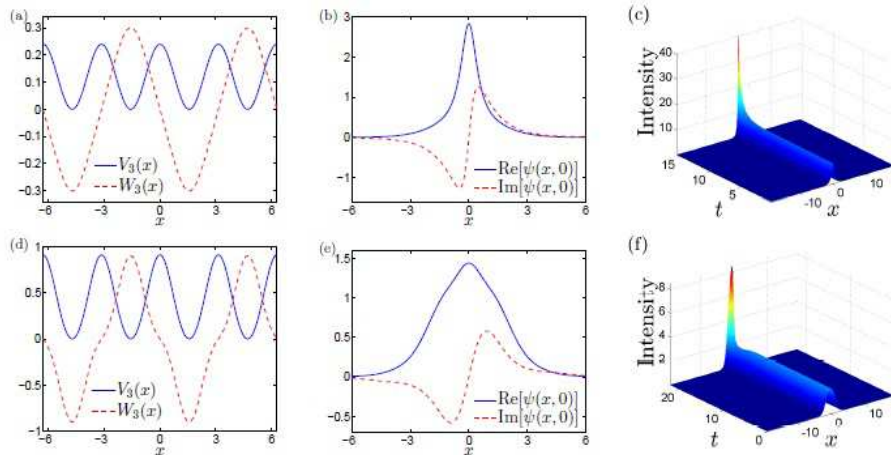 (a)
0.3
0.2
0.1
0
-0.1
-0.2
-0.3
V₃(x)
W₃(x)
-6 -3 0 3 6
x
(b)
3
2
1
0
-1
Re[ψ(x,0)]
Im[ψ(x,0)]
-6 -3 0 3 6
x
(c)
Intensity
40
30
20
10
15
10
5
t
-10
0
10
x
(d)
1
0.5
0
-0.5
-1
V₃(x)
W₃(x)
-6 -3 0 3 6
x
(e)
1.5
1
0.5
0
-0.5
Re[ψ(x,0)]
Im[ψ(x,0)]
-6 -3 0 3 6
x
(f)
Intensity
8
6
4
2
20
10
0
t
-10
0
10
x